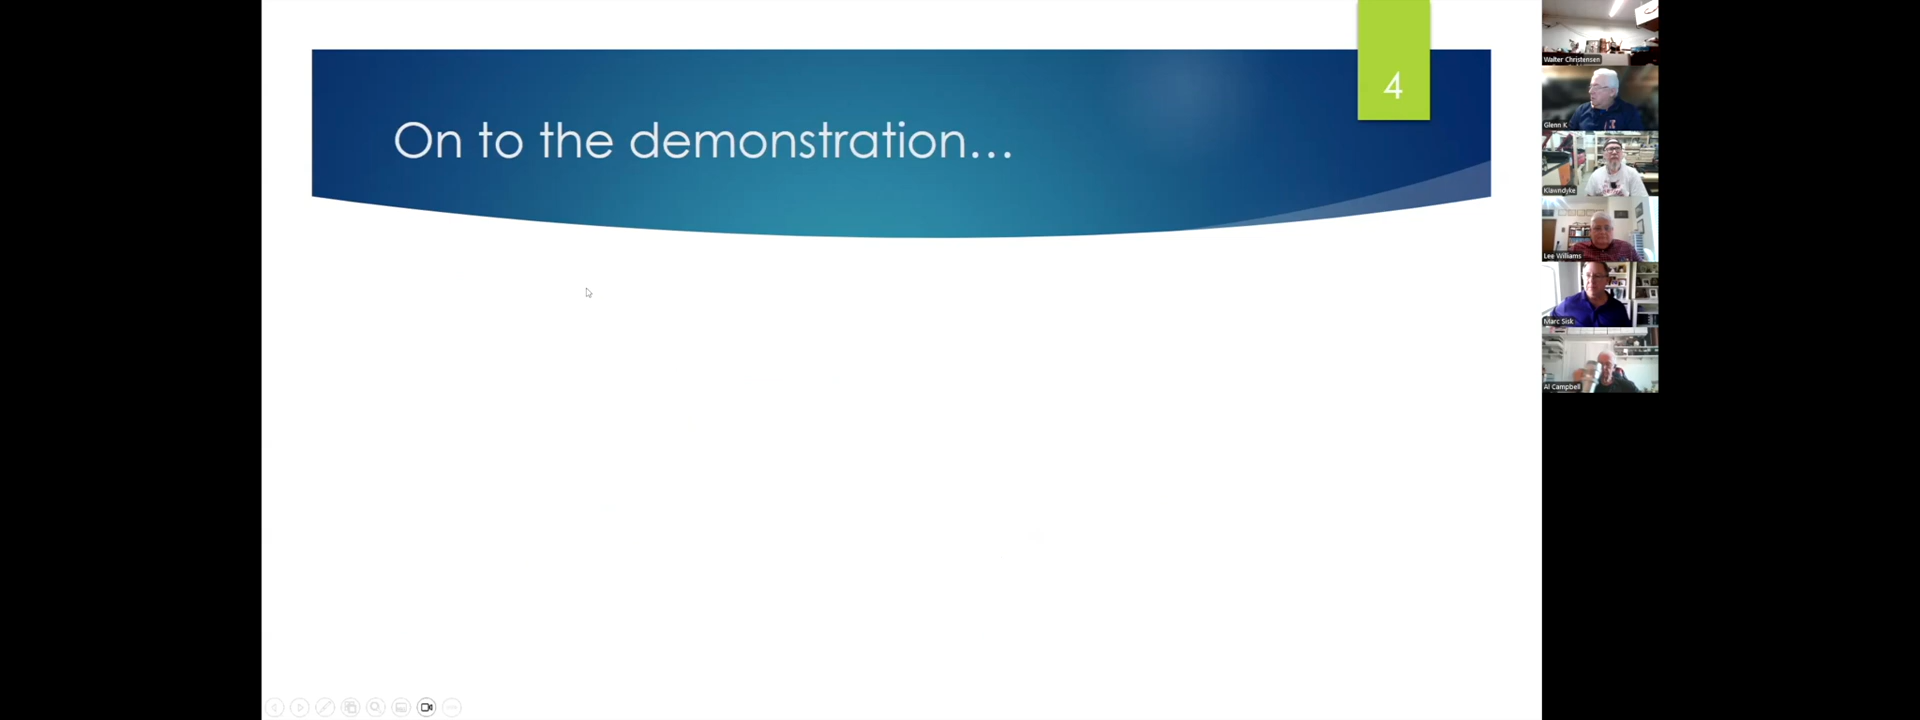 4
On to the demonstration...
Walter Christensen
Glenn K
Klawndyke
Lee Williams
Marc Sisk
Al Campbell